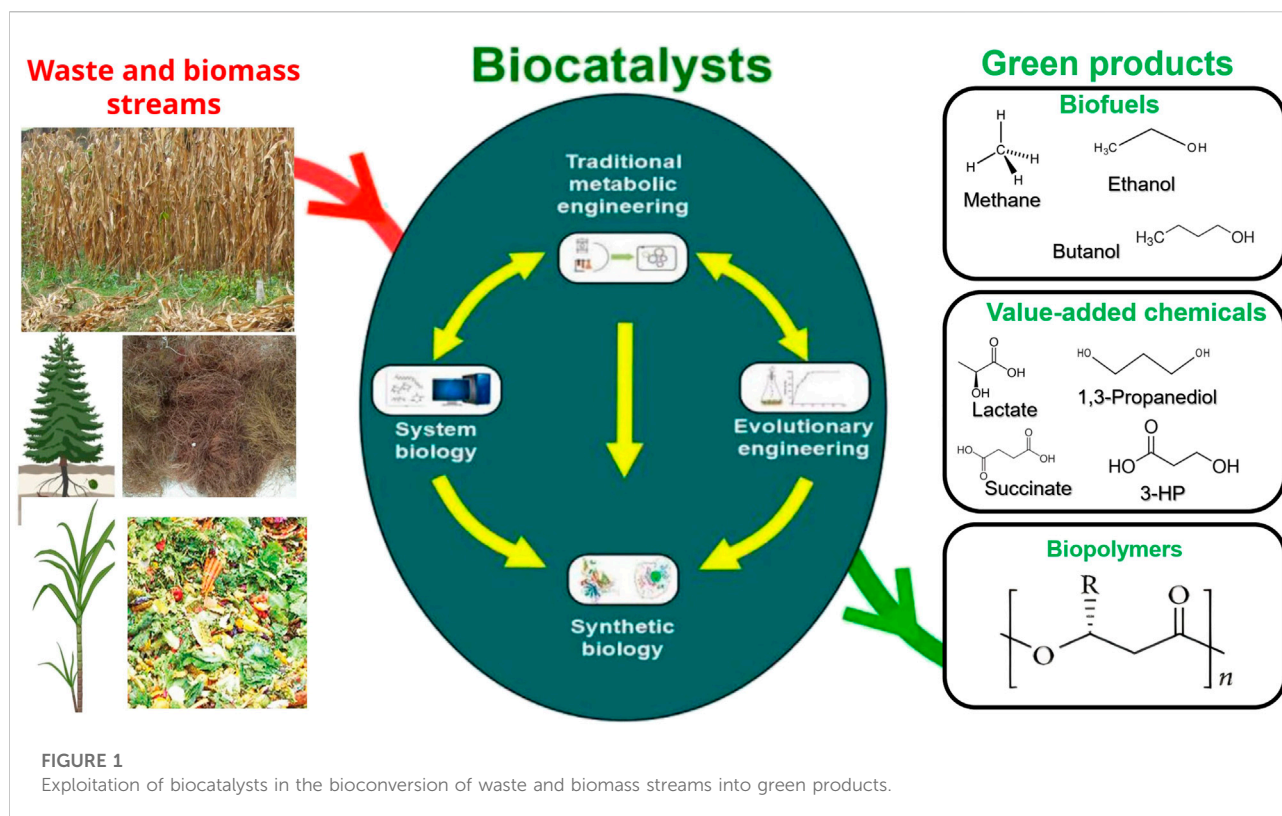 Waste and biomass
streams
Biocatalysts
Traditional
metabolic
engineering
System
biology
Evolutionary
engineering
Synthetic
biology
Green products
Biofuels
H
C
H
H
H
Methane
H₃C
OH
Ethanol
Butanol
H₃C
OH
Value-added chemicals
O
OH
OH
Lactate
HO
OH
1,3-Propanediol
O
HO
OH
O
Succinate
O
HO
OH
3-HP
Biopolymers
R
O
O
n
FIGURE 1
Exploitation of biocatalysts in the bioconversion of waste and biomass streams into green products.